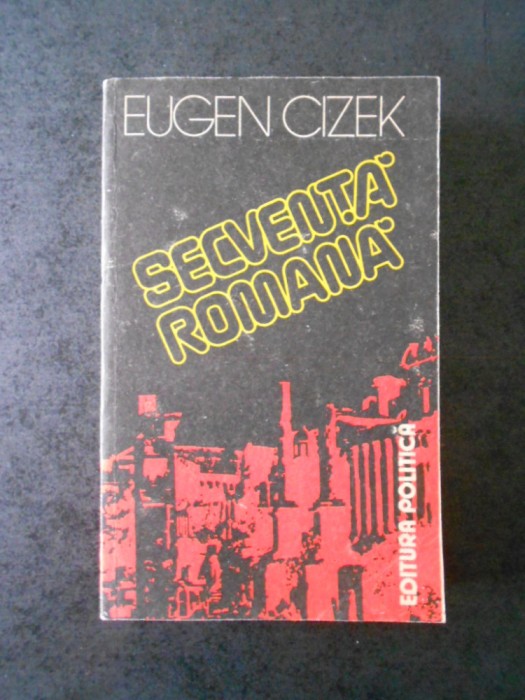 EUGEN CIZEK
SECVENȚĂ
ROMANĂ
EDITURA POLITICĂ